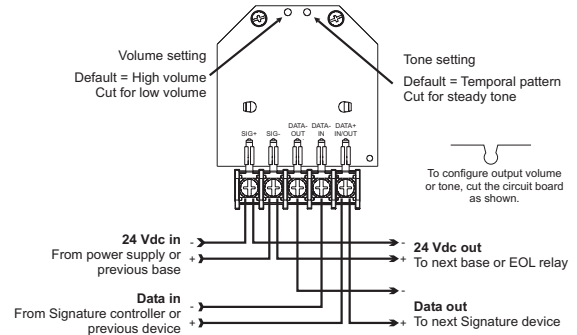 Volume setting
Default = High volume
Cut for low volume
Tone setting
Default = Temporal pattern
Cut for steady tone
SIG+ SIG- DATA- OUT DATA- IN DATA+ IN/OUT
To configure output volume
or tone, cut the circuit board
as shown.
24 Vdc in -
From power supply or +
previous base
- 24 Vdc out
+ To next base or EOL relay
Data in -
From Signature controller or
previous device +
-
Data out
+ To next Signature device